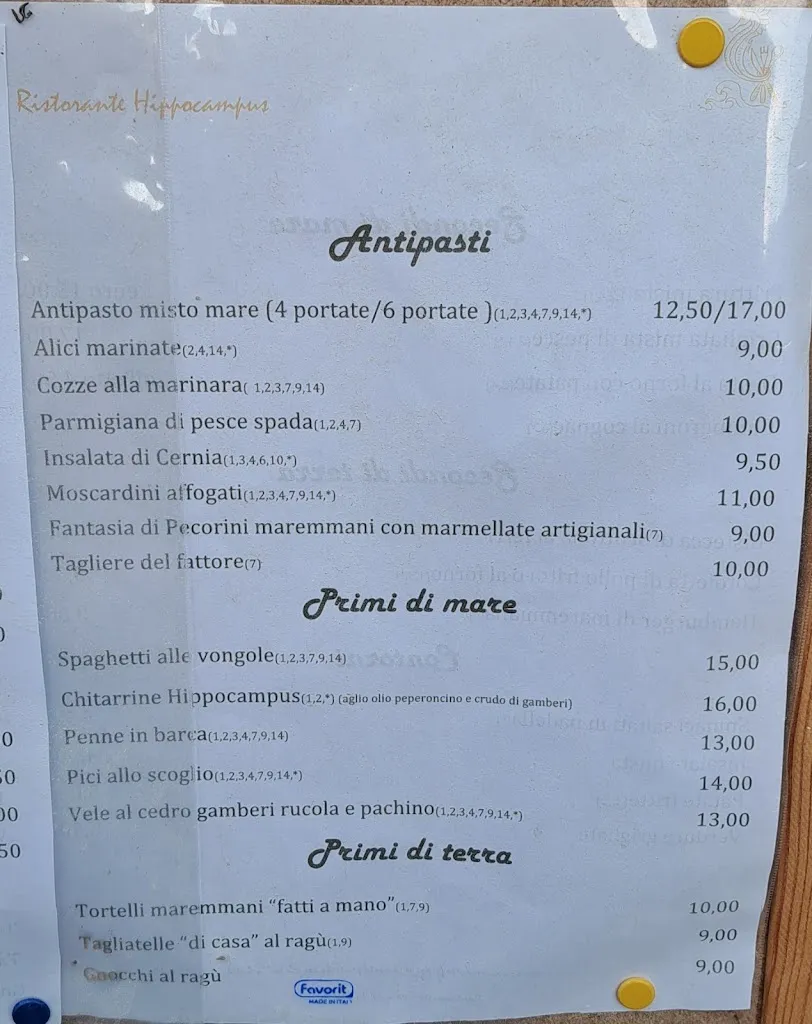 Ristorante Hippocampus
Antipasti
Antipasto misto mare (4 portate/6 portate )(1,2,3,4,7,9,14,*) 12,50/17,00
Alici marinate(2,4,14,*) 9,00
Cozze alla marinara( 1,2,3,7,9,14) 10,00
Parmigiana di pesce spada(1,2,4,7) 10,00
Insalata di Cernia(1,3,4,6,10,*) 9,50
Moscardini affogati(1,2,3,4,7,9,14,*) 11,00
Fantasia di Pecorini maremmani con marmellate artigianali(7) 9,00
Tagliere del fattore(7) 10,00
Primi di mare
Spaghetti alle vongole(1,2,3,7,9,14) 15,00
Chitarrine Hippocampus(1,2,*) (aglio olio peperoncino e crudo di gamberi) 16,00
Penne in barca(1,2,3,4,7,9,14) 13,00
Pici allo scoglio(1,2,3,4,7,9,14,*) 14,00
Vele al cedro gamberi rucola e pachino(1,2,3,4,7,9,14,*) 13,00
Primi di terra
Tortelli maremmani “fatti a mano”(1,7,9) 10,00
Tagliatelle “di casa” al ragù(1,9) 9,00
Gnocchi al ragù 9,00
Favorit
MADE IN ITALY